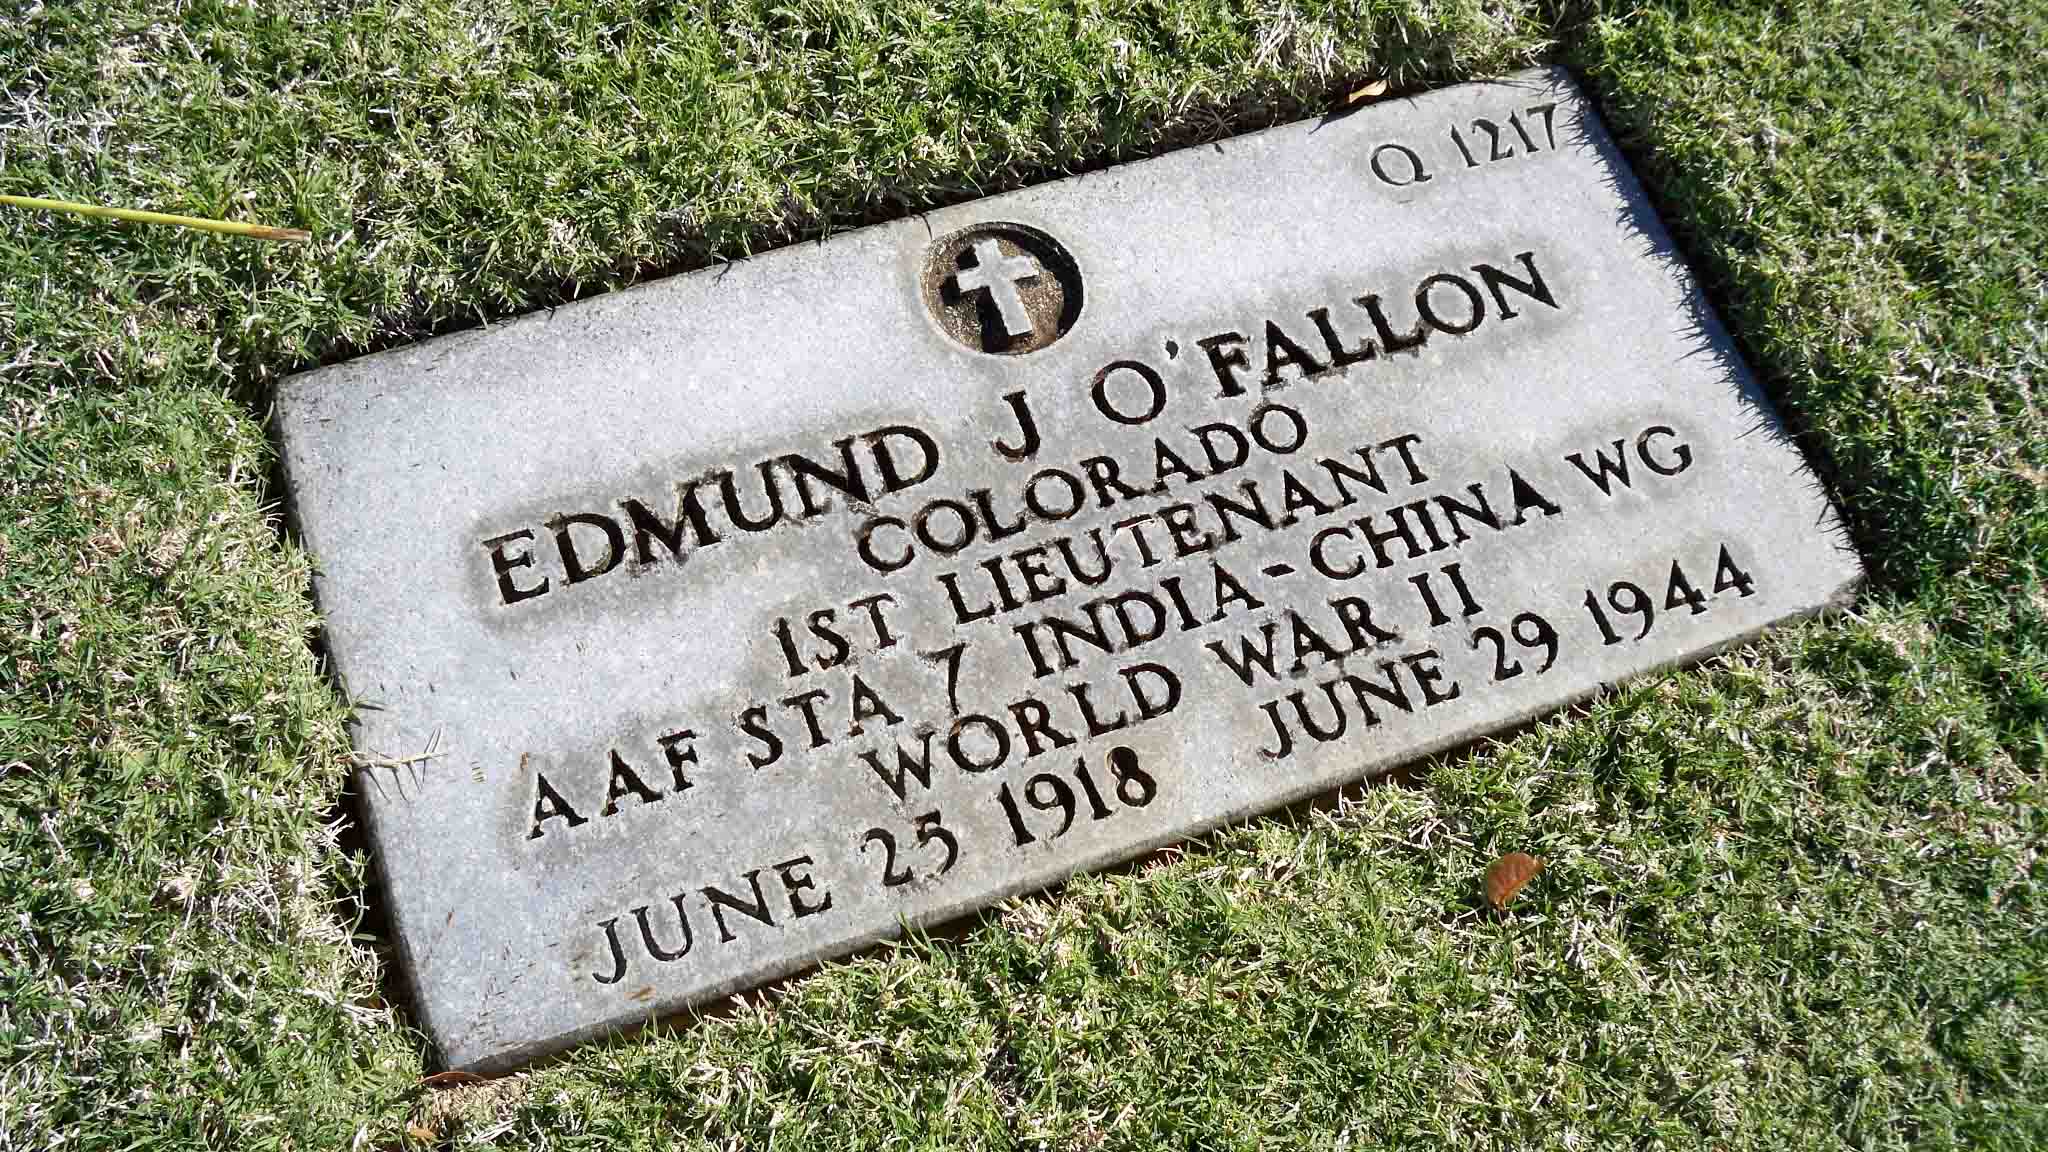 Q 1217
EDMUND J O'FALLON
COLORADO
1ST LIEUTENANT
AAF STA 7 INDIA-CHINA WG
WORLD WAR II
JUNE 25 1918 JUNE 29 1944